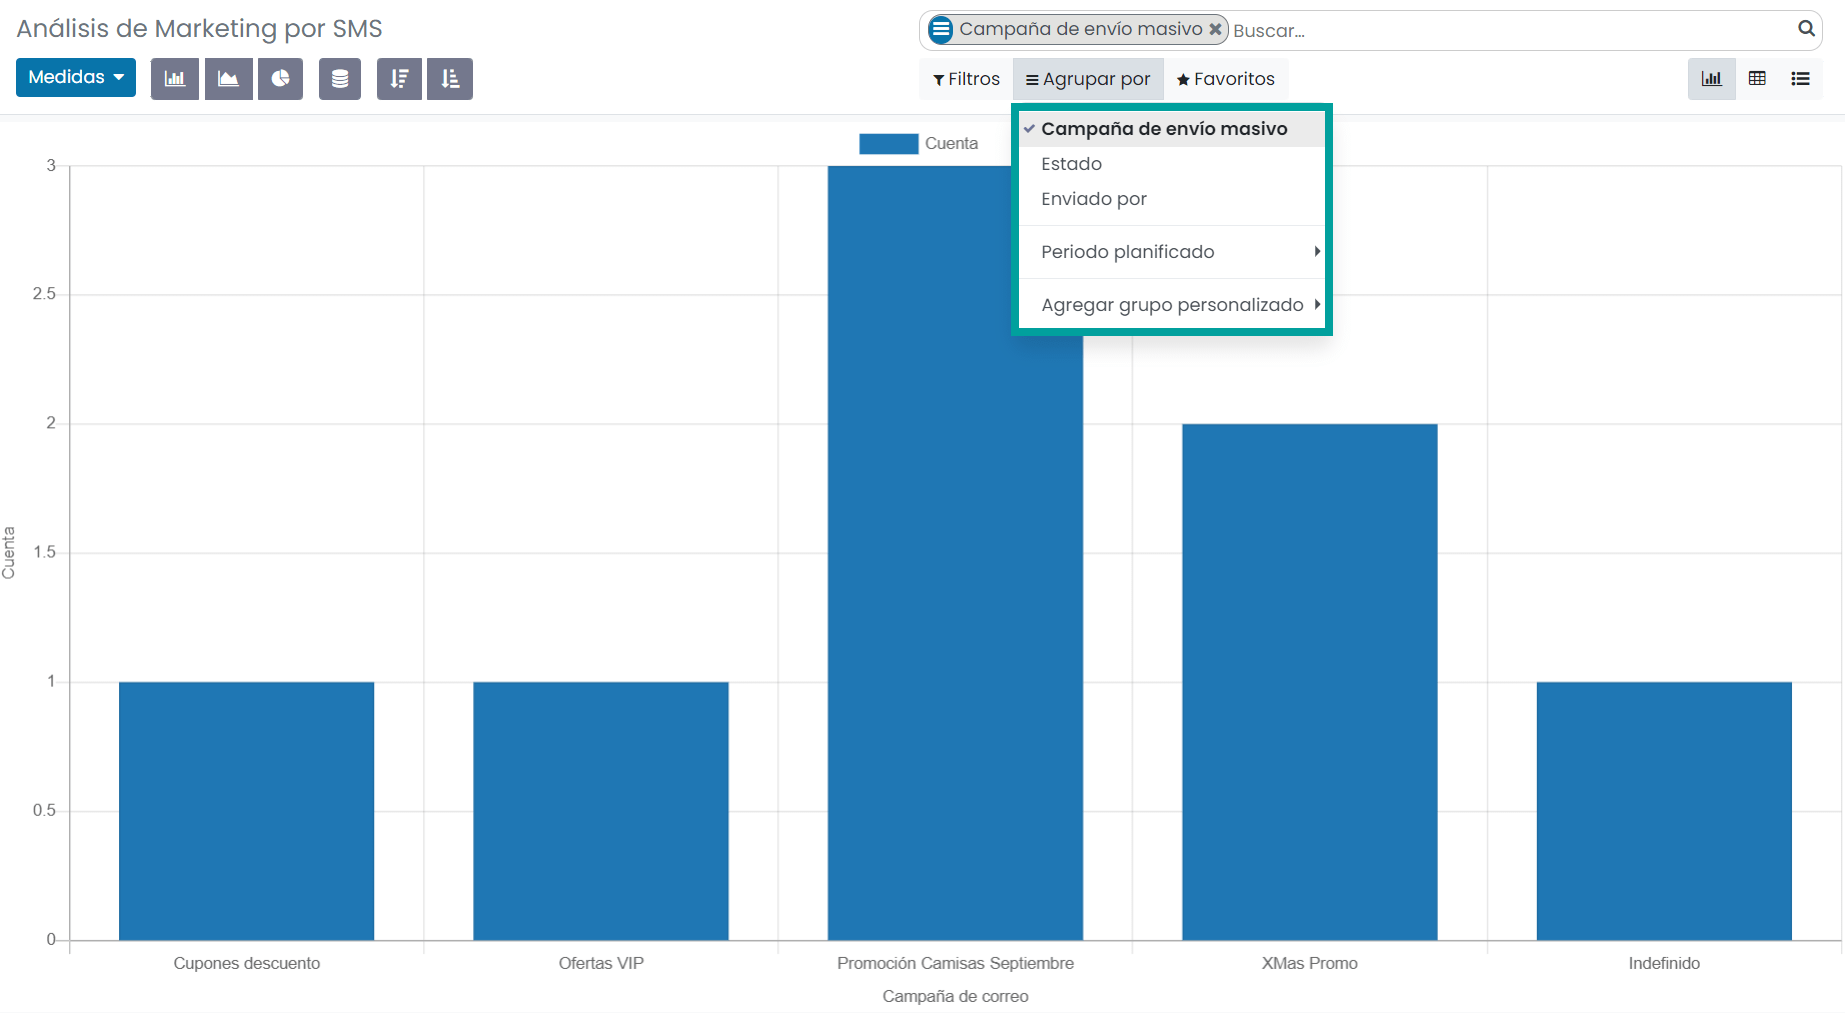 Análisis de Marketing por SMS
Campaña de envío masivo
Buscar...
Medidas
Filtros
Agrupar por
Favoritos
Campaña de envío masivo
Estado
Enviado por
Periodo planificado
Agregar grupo personalizado
Cuenta
3
2.5
2
1.5
1
0.5
0
Cuenta
Cupones descuento
Ofertas VIP
Promoción Camisas Septiembre
XMas Promo
Indefinido
Campaña de correo